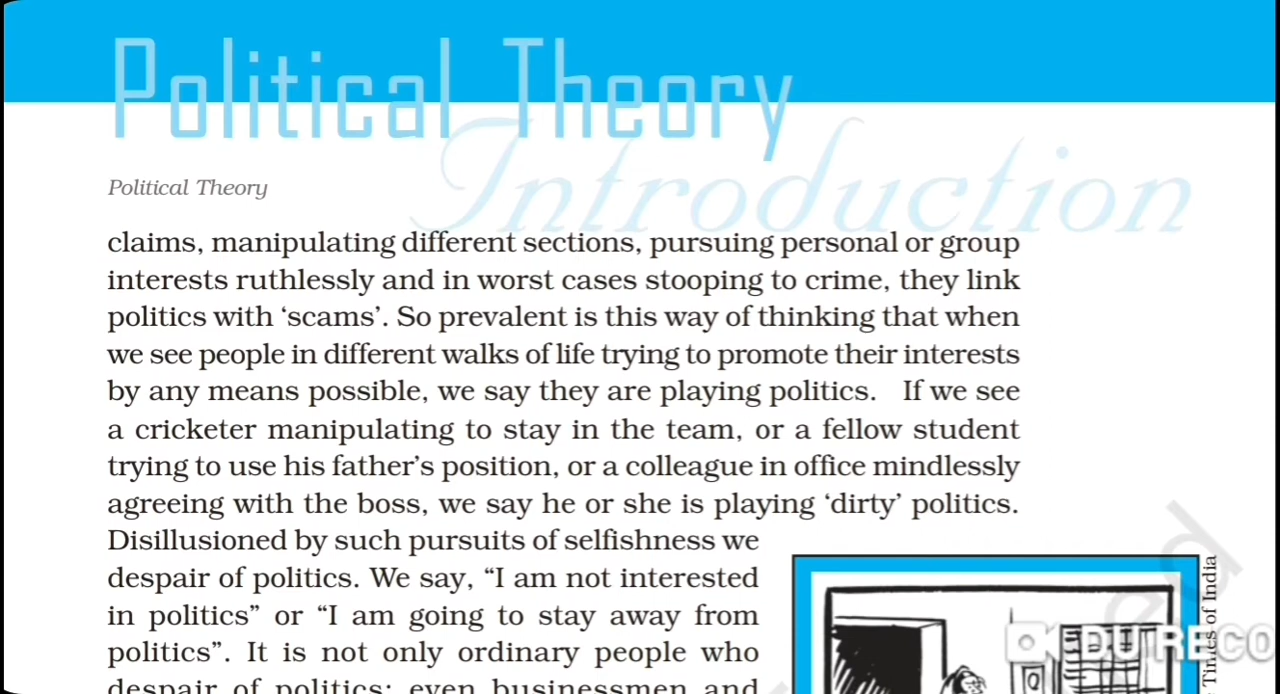 Political Theory
Introduction
Political Theory
claims, manipulating different sections, pursuing personal or group
interests ruthlessly and in worst cases stooping to crime, they link
politics with ‘scams’. So prevalent is this way of thinking that when
we see people in different walks of life trying to promote their interests
by any means possible, we say they are playing politics. If we see
a cricketer manipulating to stay in the team, or a fellow student
trying to use his father’s position, or a colleague in office mindlessly
agreeing with the boss, we say he or she is playing ‘dirty’ politics.
Disillusioned by such pursuits of selfishness we
despair of politics. We say, “I am not interested
in politics” or “I am going to stay away from
politics”. It is not only ordinary people who
despair of politics; even businessmen and
Times of India